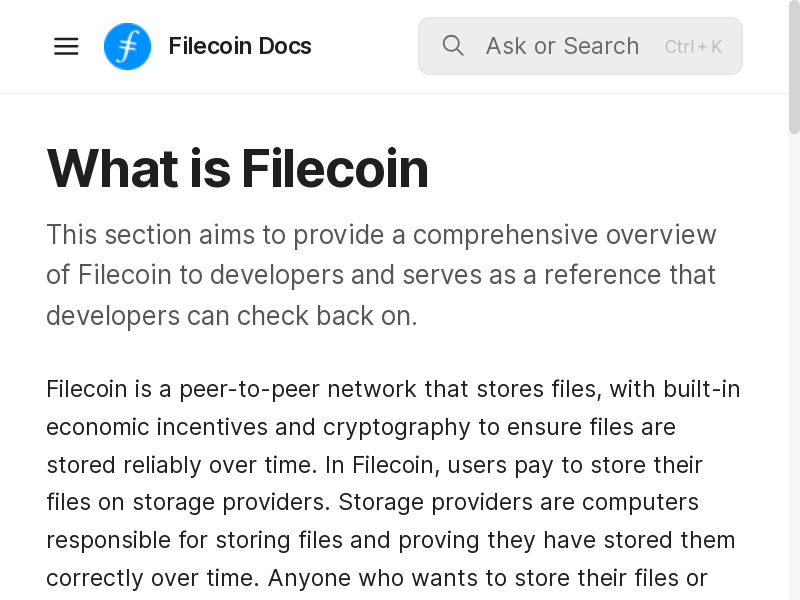 Filecoin Docs
Ask or Search
Ctrl + K
What is Filecoin
This section aims to provide a comprehensive overview
of Filecoin to developers and serves as a reference that
developers can check back on.
Filecoin is a peer-to-peer network that stores files, with built-in
economic incentives and cryptography to ensure files are
stored reliably over time. In Filecoin, users pay to store their
files on storage providers. Storage providers are computers
responsible for storing files and proving they have stored them
correctly over time. Anyone who wants to store their files or